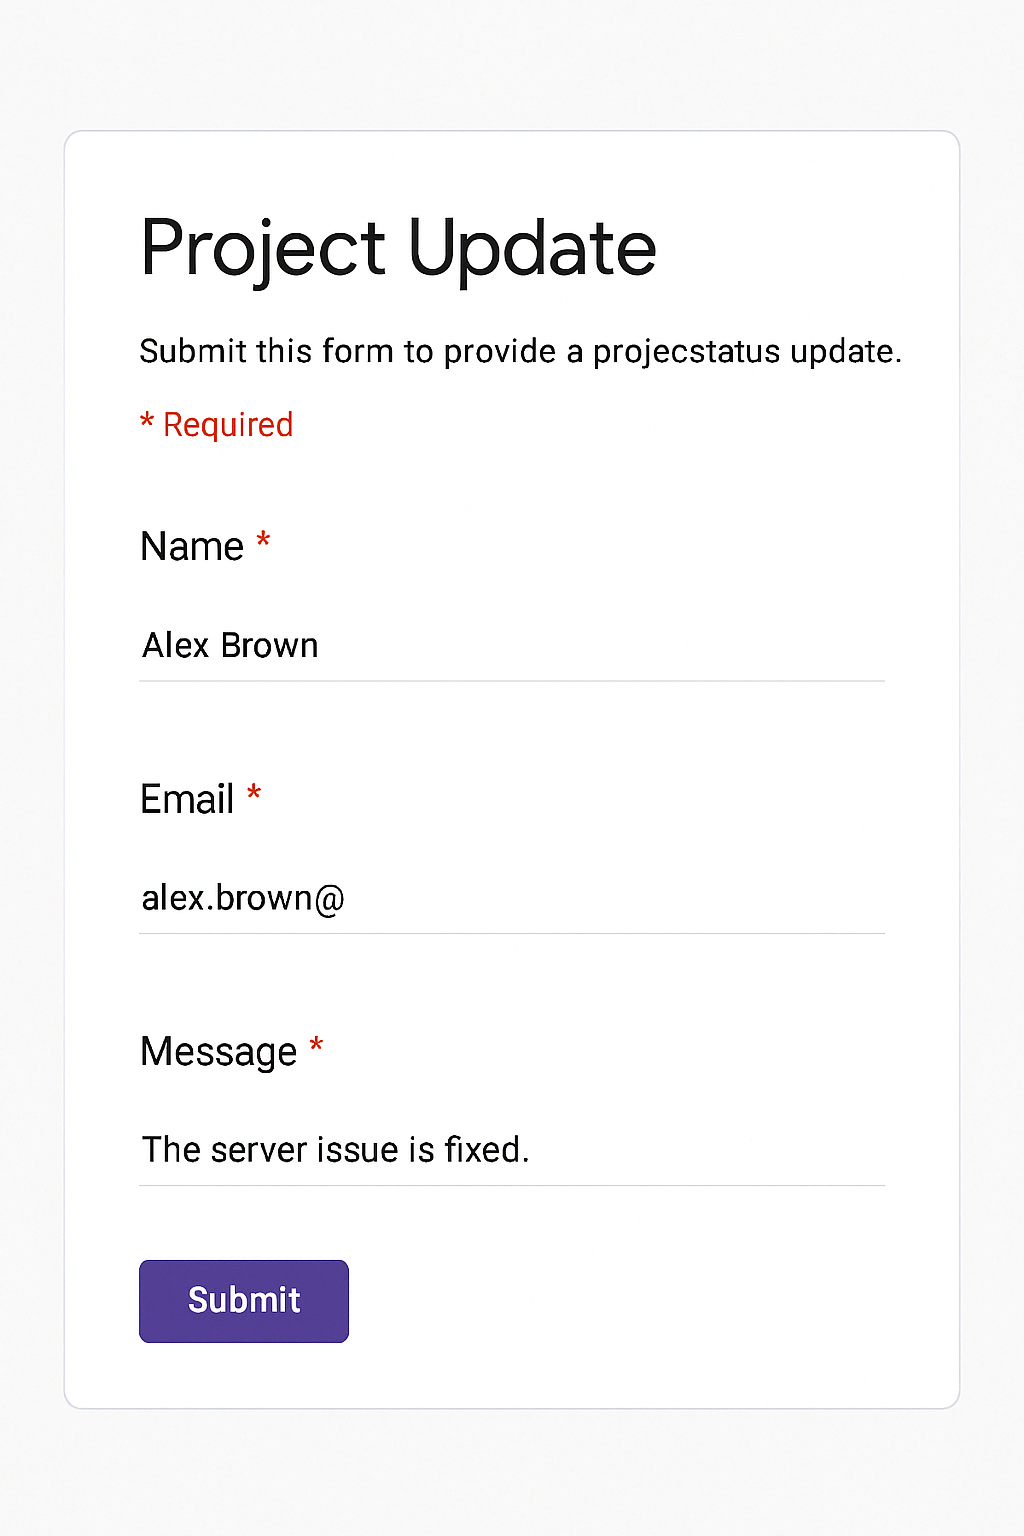 Project Update
Submit this form to provide a projecstatus update.
* Required
Name *
Alex Brown
Email *
alex.brown@
Message *
The server issue is fixed.
Submit